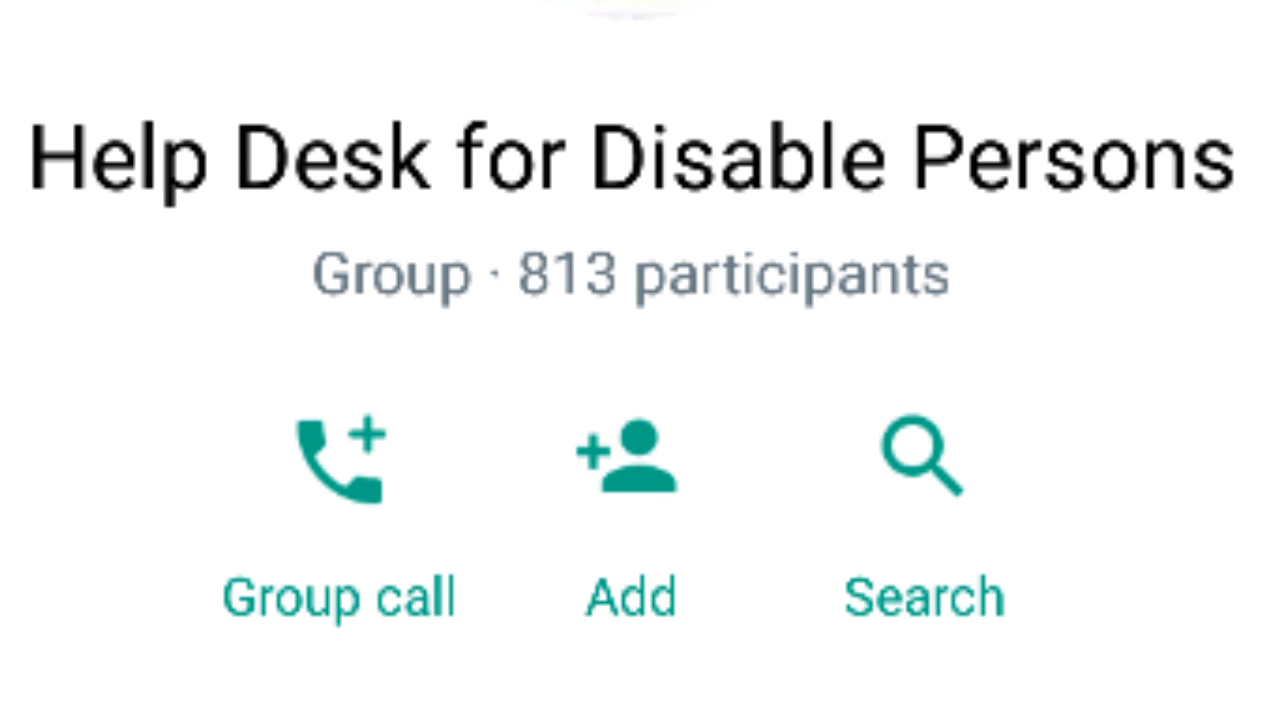 Help Desk for Disable Persons
Group · 813 participants
Group call Add Search